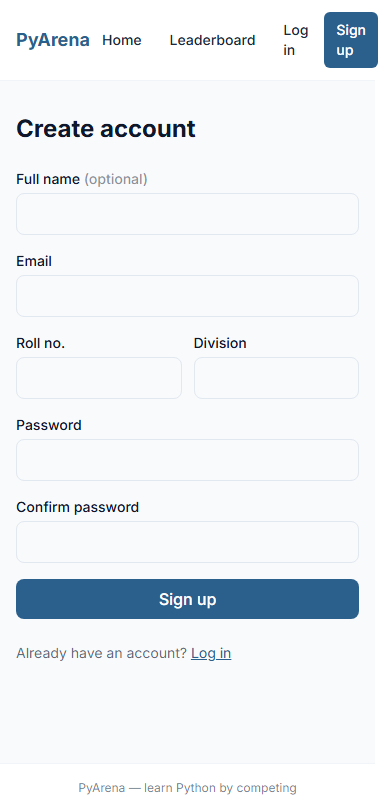 PyArena Home Leaderboard Log in Sign up
Create account
Full name (optional)
Email
Roll no. Division
Password
Confirm password
Sign up
Already have an account? Log in
PyArena — learn Python by competing